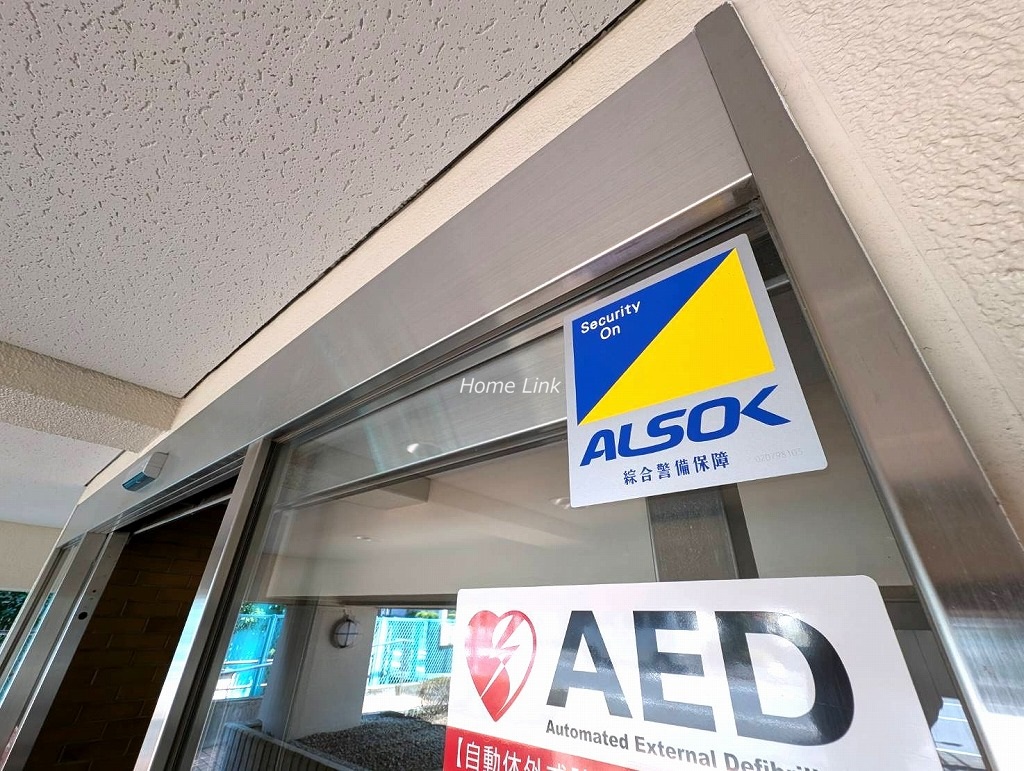 Security
On
ALSOK
綜合警備保障
020798165
Home Link
AED
Automated External
【自動体外式